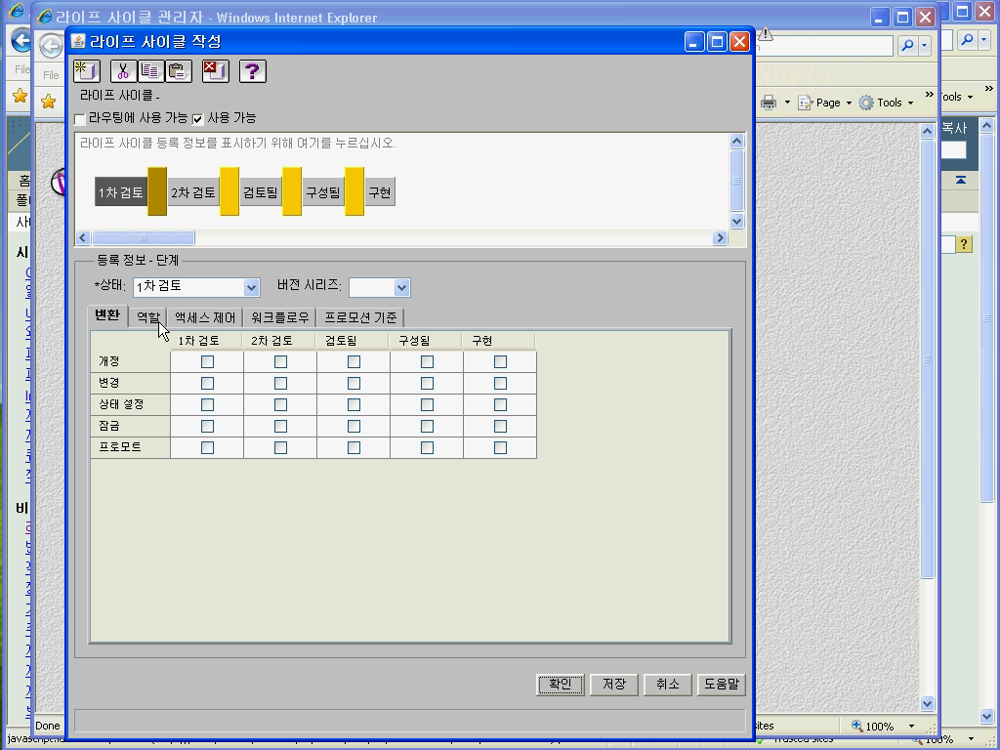 라이프 사이클 관리자 - Windows Internet Explorer
라이프 사이클 작성
File
File
Page
Tools
ools
복사
라이프 사이클 -
라우팅에 사용 가능 사용 가능
라이프 사이클 등록 정보를 표시하기 위해 여기를 누르십시오.
1차 검토 2차 검토 검토됨 구성됨 구현
등록 정보 - 단계
*상태: 1차 검토 버전 시리즈:
변환 역할 액세스 제어 워크플로우 프로모션 기준
1차 검토 2차 검토 검토됨 구성됨 구현
개정
변경
상태 설정
잠금
프로모트
확인 저장 취소 도움말
Done
100%
Trusted sites
100%